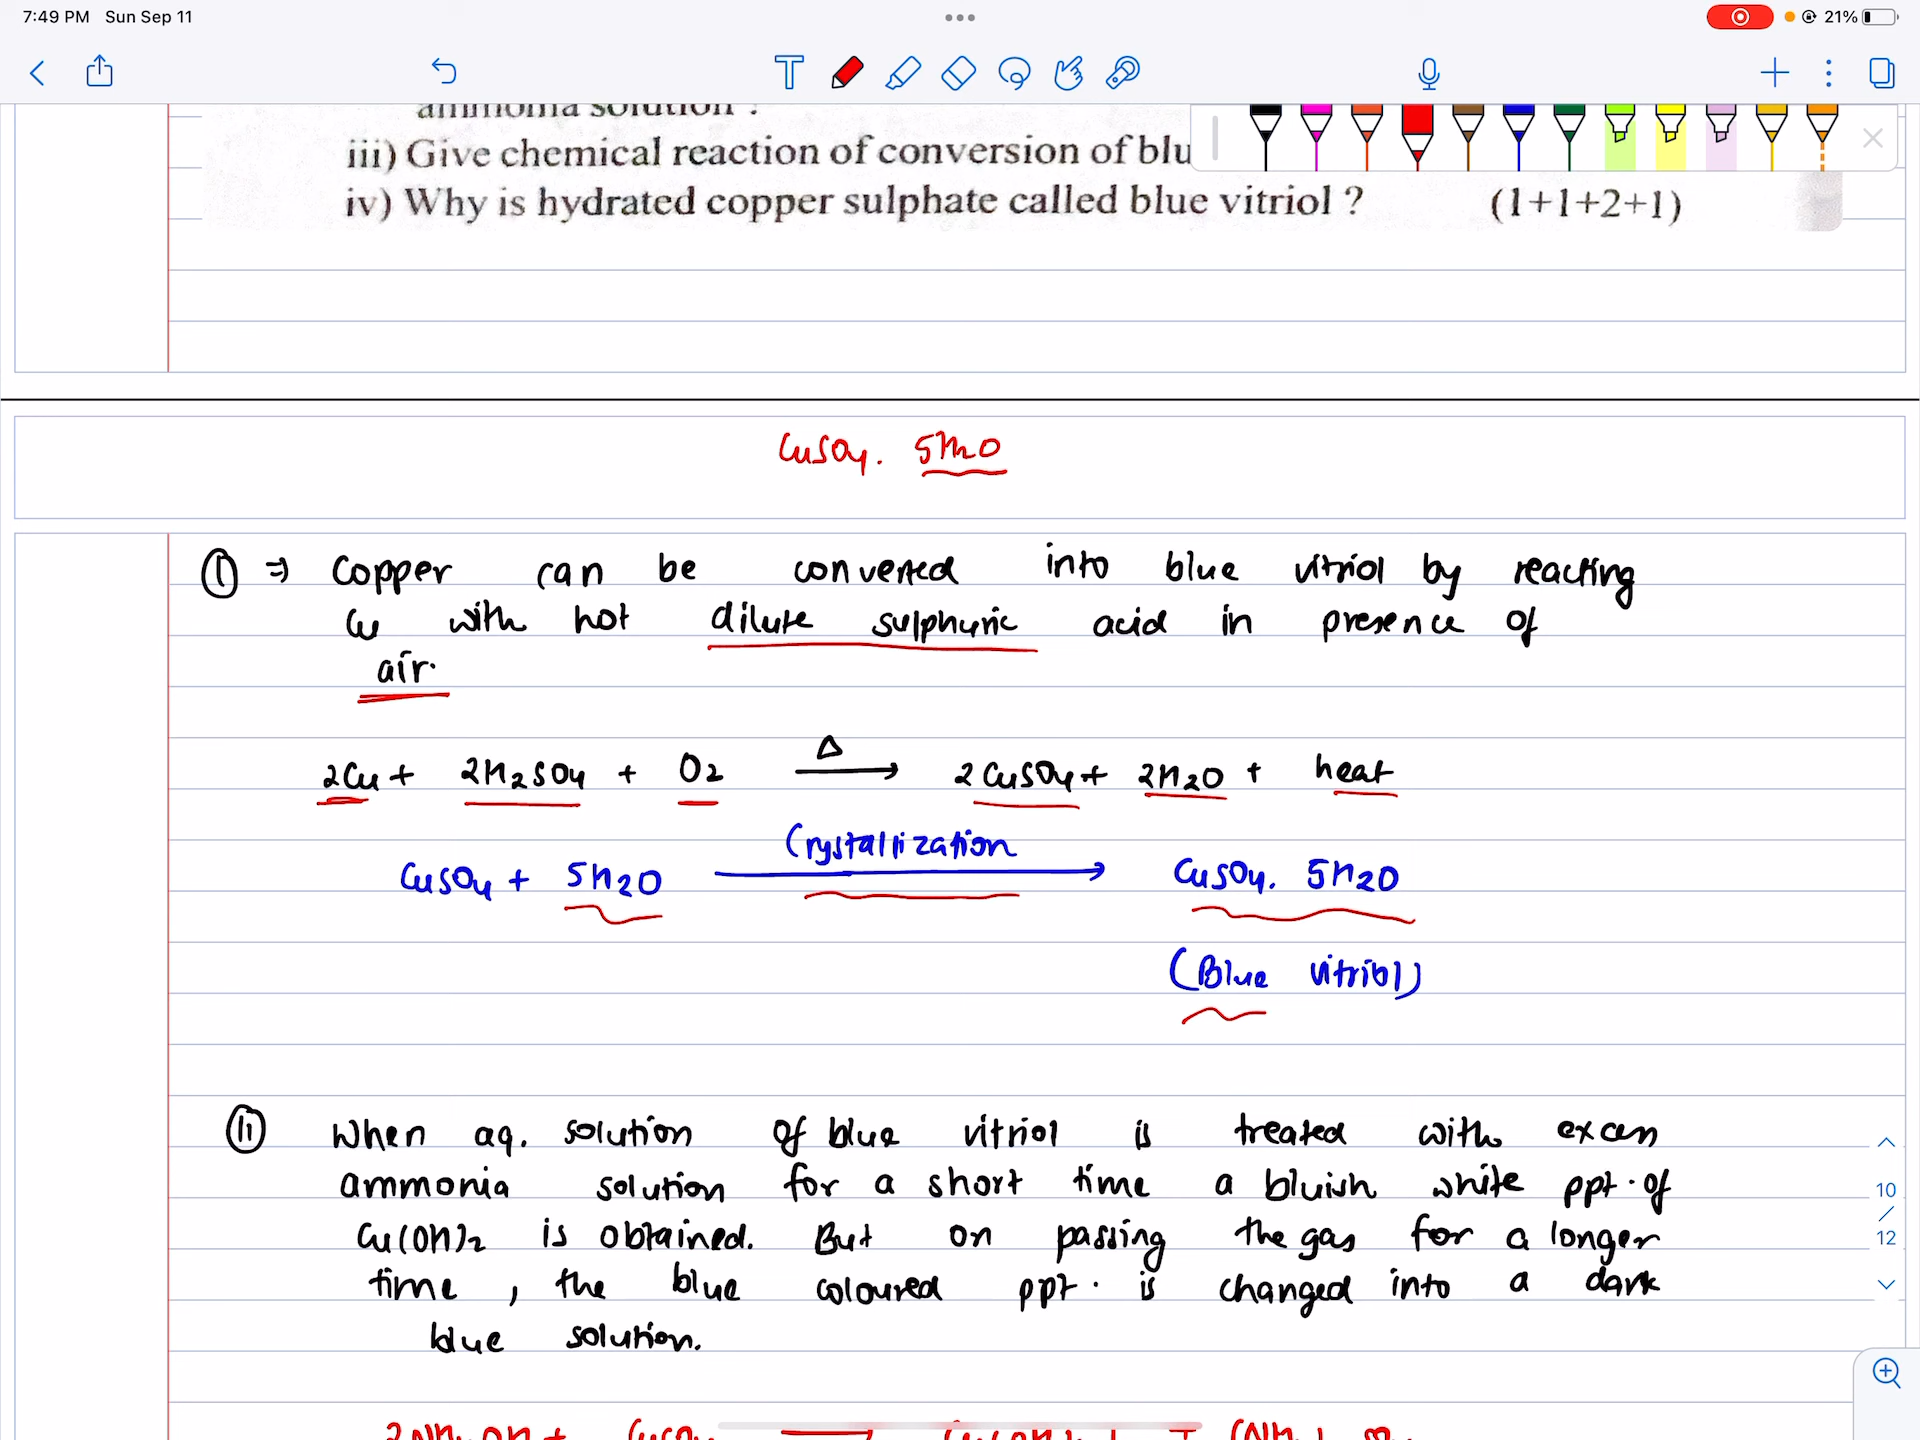 7:49 PM Sun Sep 11
21%
ammonia solution ?
iii) Give chemical reaction of conversion of blu
iv) Why is hydrated copper sulphate called blue vitriol ? (1+1+2+1)
CuSO4. 5H2O
(i) ⇒ Copper can be converted into blue vitriol by reacting
Cu with hot dilute sulphuric acid in presence of
air.
2Cu + 2H2SO4 + O2 Δ→ 2CuSO4 + 2H2O + heat
Crystallization
CuSO4 + 5H2O → CuSO4. 5H2O
(Blue vitriol)
(ii) When aq. solution of blue vitriol is treated with excess
ammonia solution for a short time a bluish white ppt. of
Cu(OH)2 is obtained. But on passing the gas for a longer
time, the blue coloured ppt. is changed into a dark
blue solution.
10
/
12
2NH4OH + CuSO4